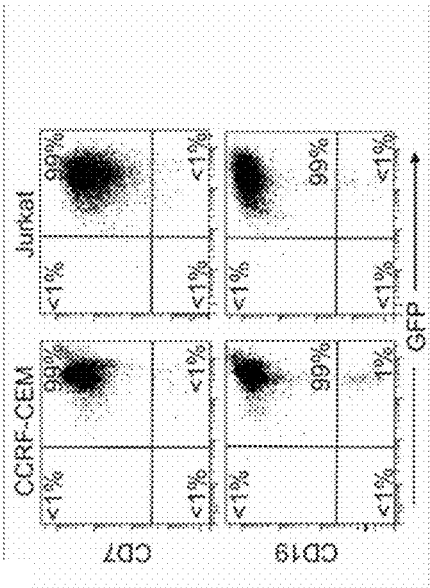 CCRF-CEM Jurkat
CD7
<1% 99% <1% 99%
<1% <1% <1% <1%
CD19
<1% 99% <1% 99%
<1% 1% <1% <1%
GFP